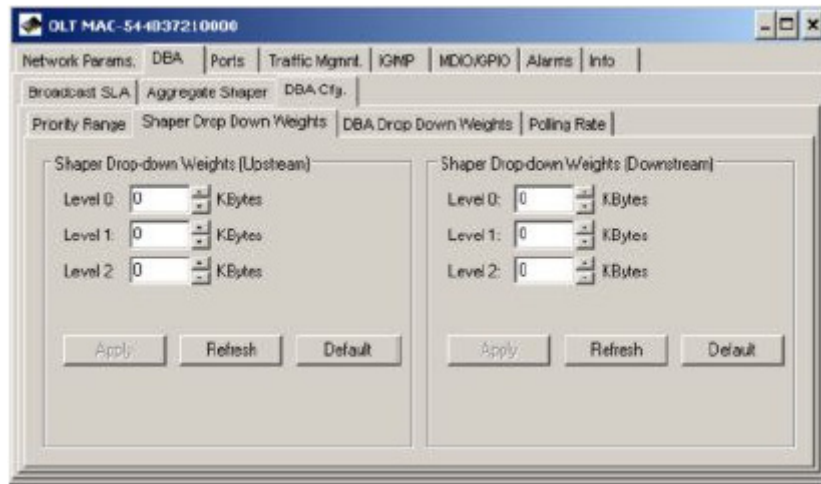 OLT MAC-544037210000
Network Params. DBA Ports Traffic Mgmnt. IGMP MDIO/GPIO Alarms Info
Broadcast SLA Aggregate Shaper DBA Cfg.
Priority Range Shaper Drop Down Weights DBA Drop Down Weights Polling Rate
Shaper Drop-down Weights (Upstream) Shaper Drop-down Weights (Downstream)
Level 0: 0 KBytes Level 0: 0 KBytes
Level 1: 0 KBytes Level 1: 0 KBytes
Level 2: 0 KBytes Level 2: 0 KBytes
Apply Refresh Default Apply Refresh Default